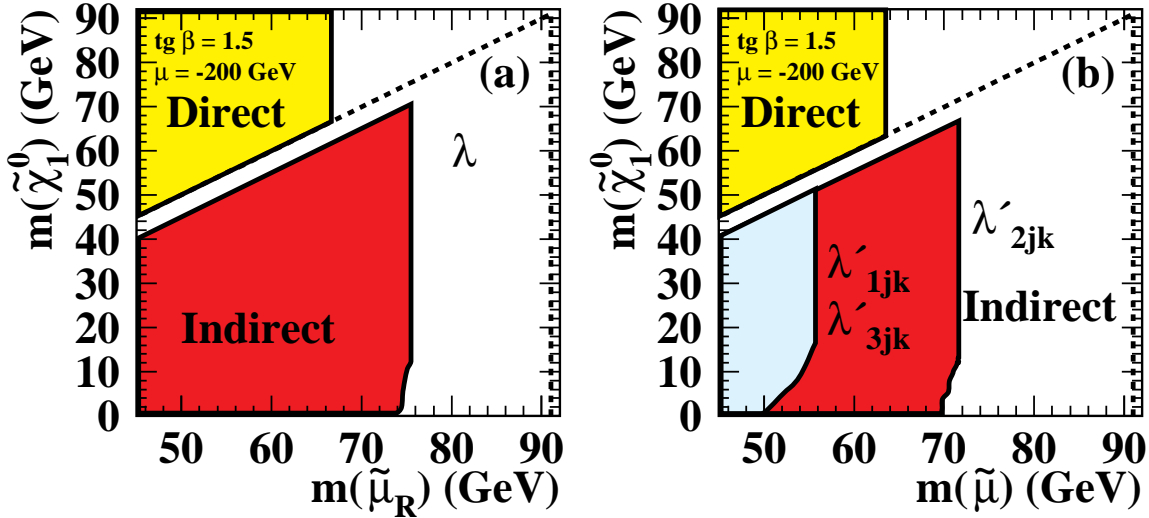 m(χ̃₁⁰) (GeV)
90
80
70
60
50
40
30
20
10
0
tg β = 1.5
μ = -200 GeV
Direct
(a)
λ
Indirect
50 60 70 80 90
m(μ̃_R) (GeV)
m(χ̃₁⁰) (GeV)
90
80
70
60
50
40
30
20
10
0
tg β = 1.5
μ = -200 GeV
Direct
(b)
λ´₂jk
λ´₁jk
λ´₃jk
Indirect
50 60 70 80 90
m(μ̃) (GeV)